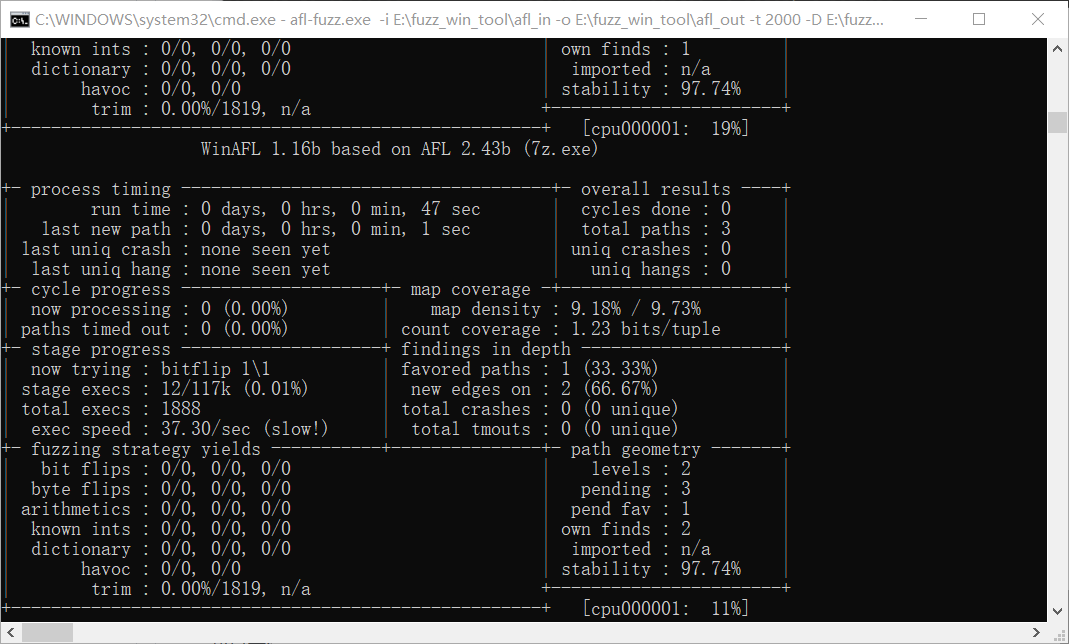 C:\WINDOWS\system32\cmd.exe - afl-fuzz.exe  -i E:\fuzz_win_tool\afl_in -o E:\fuzz_win_tool\afl_out -t 2000 -D E:\fuzz...
|  known ints : 0/0, 0/0, 0/0                         | own finds : 1         |
|  dictionary : 0/0, 0/0, 0/0                         |  imported : n/a       |
|       havoc : 0/0, 0/0                              | stability : 97.74%    |
|        trim : 0.00%/1819, n/a                       +-----------------------+
+-----------------------------------------------------+   [cpu000001:  19%]
WinAFL 1.16b based on AFL 2.43b (7z.exe)
+- process timing -------------------------------------+- overall results ----+
|        run time : 0 days, 0 hrs, 0 min, 47 sec       |  cycles done : 0     |
|   last new path : 0 days, 0 hrs, 0 min, 1 sec        |  total paths : 3     |
| last uniq crash : none seen yet                      | uniq crashes : 0     |
|  last uniq hang : none seen yet                      |   uniq hangs : 0     |
+- cycle progress --------------------+- map coverage -+----------------------+
|  now processing : 0 (0.00%)         |    map density : 9.18% / 9.73%        |
| paths timed out : 0 (0.00%)         | count coverage : 1.23 bits/tuple      |
+- stage progress --------------------+ findings in depth --------------------+
|  now trying : bitflip 1\1           | favored paths : 1 (33.33%)            |
| stage execs : 12/117k (0.01%)       |  new edges on : 2 (66.67%)            |
| total execs : 1888                  | total crashes : 0 (0 unique)          |
|  exec speed : 37.30/sec (slow!)     |  total tmouts : 0 (0 unique)          |
+- fuzzing strategy yields -----------+---------------+- path geometry -------+
|   bit flips : 0/0, 0/0, 0/0                         |    levels : 2         |
|  byte flips : 0/0, 0/0, 0/0                         |   pending : 3         |
| arithmetics : 0/0, 0/0, 0/0                         |  pend fav : 1         |
|  known ints : 0/0, 0/0, 0/0                         | own finds : 2         |
|  dictionary : 0/0, 0/0, 0/0                         |  imported : n/a       |
|       havoc : 0/0, 0/0                              | stability : 97.74%    |
|        trim : 0.00%/1819, n/a                       +-----------------------+
+-----------------------------------------------------+   [cpu000001:  11%]